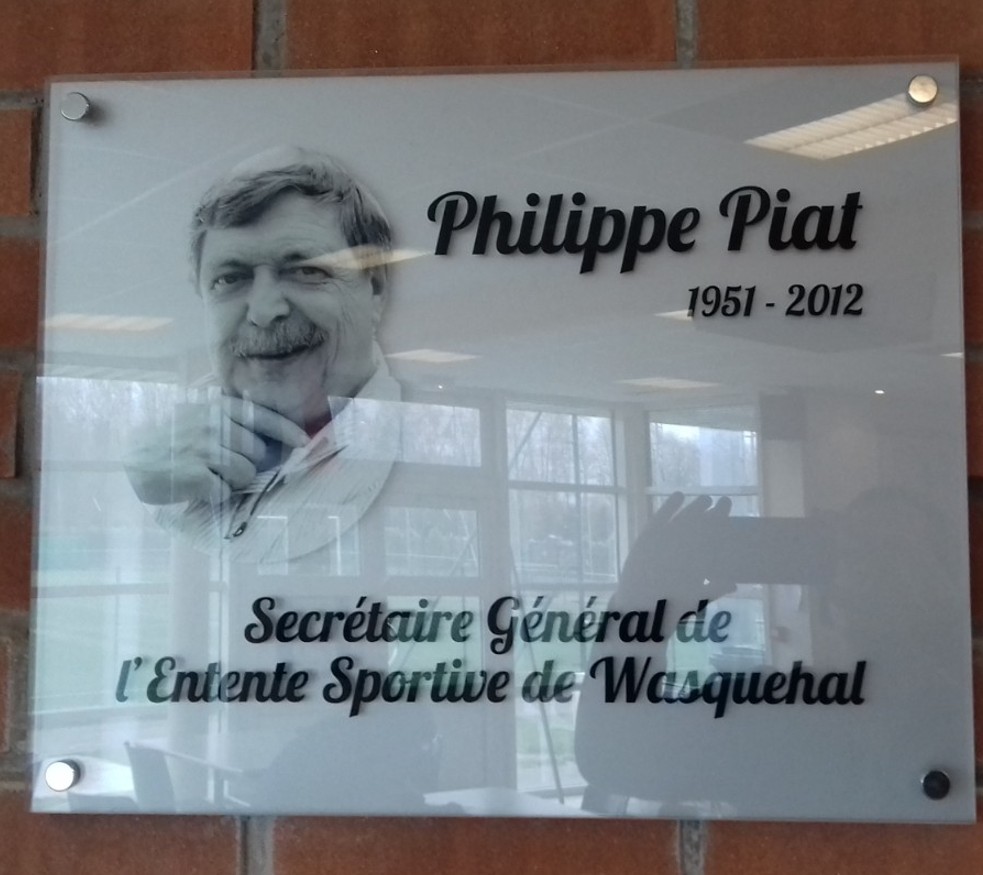 Philippe Piat
1951 - 2012
Secrétaire Général de
l'Entente Sportive de Wasquehal